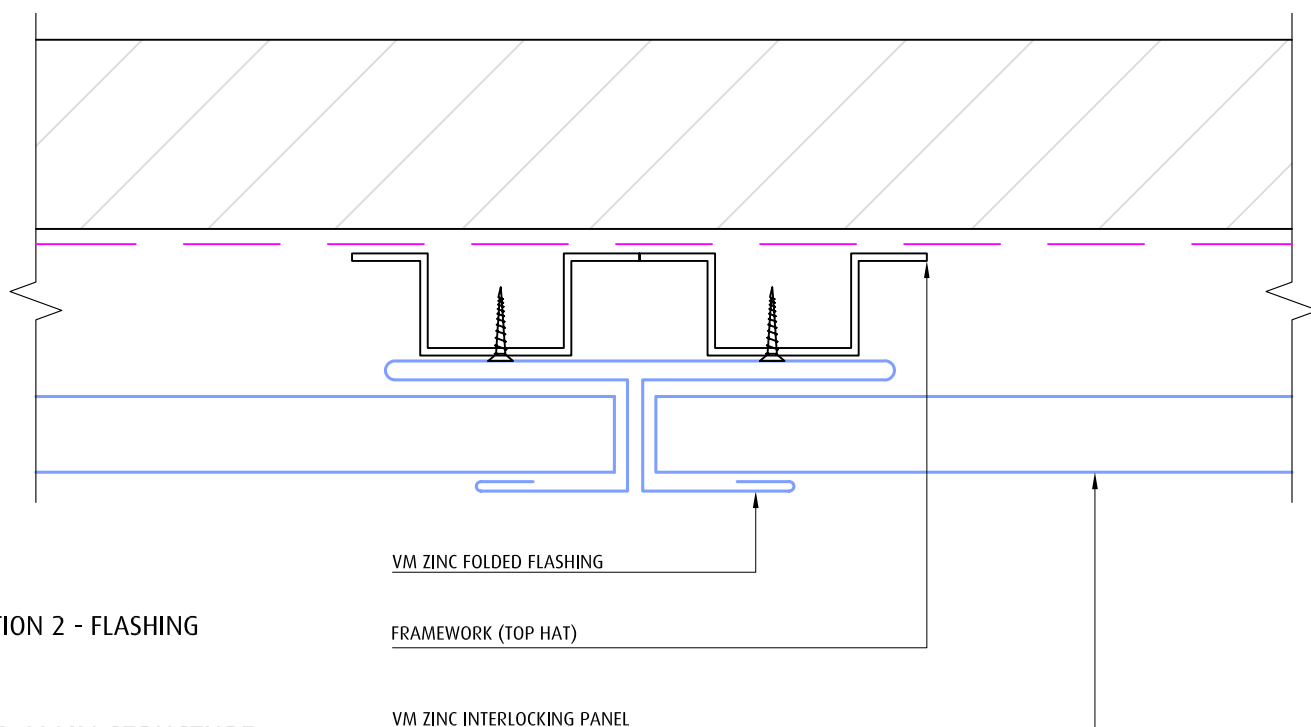 VM ZINC FOLDED FLASHING
TION 2 - FLASHING
FRAMEWORK (TOP HAT)
VM ZINC INTERLOCKING PANEL